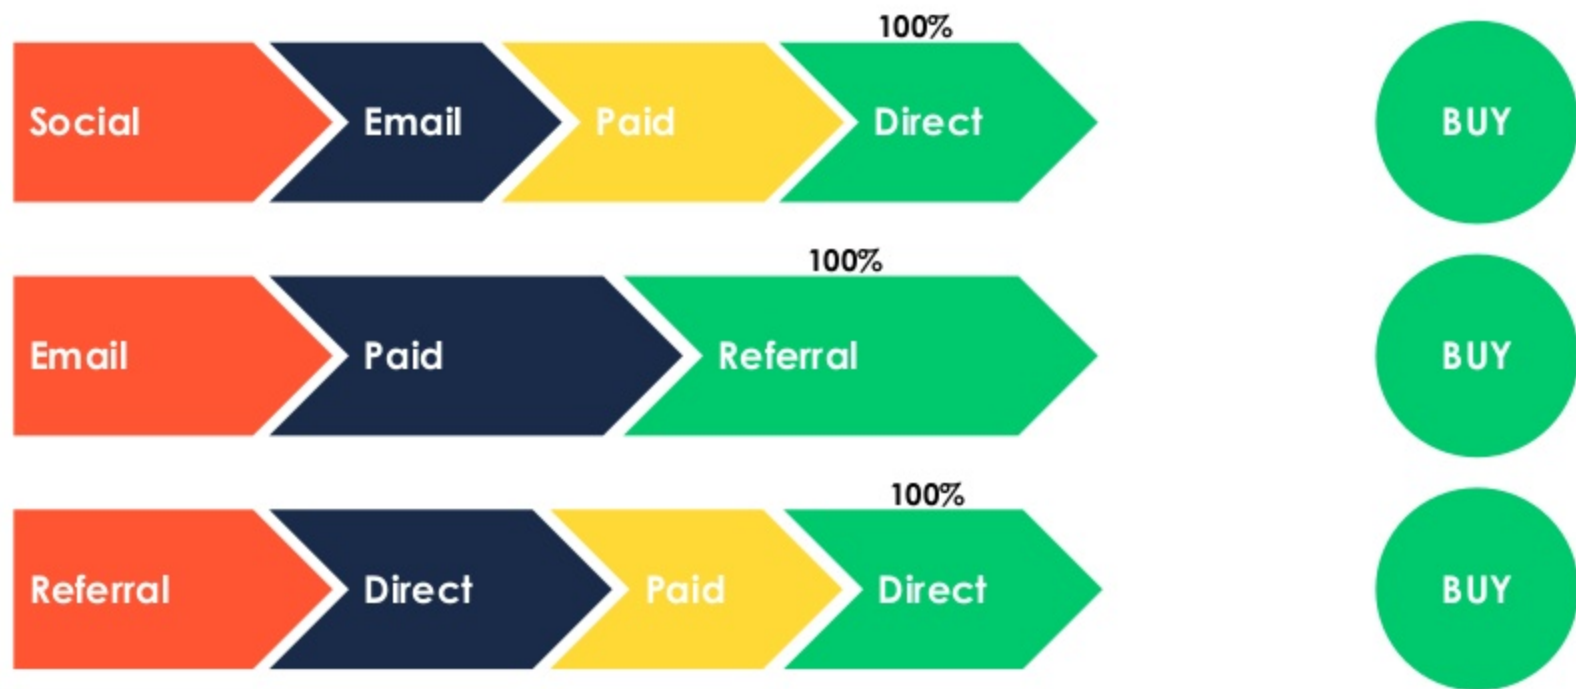 100%
Social Email Paid Direct BUY
100%
Email Paid Referral BUY
100%
Referral Direct Paid Direct BUY